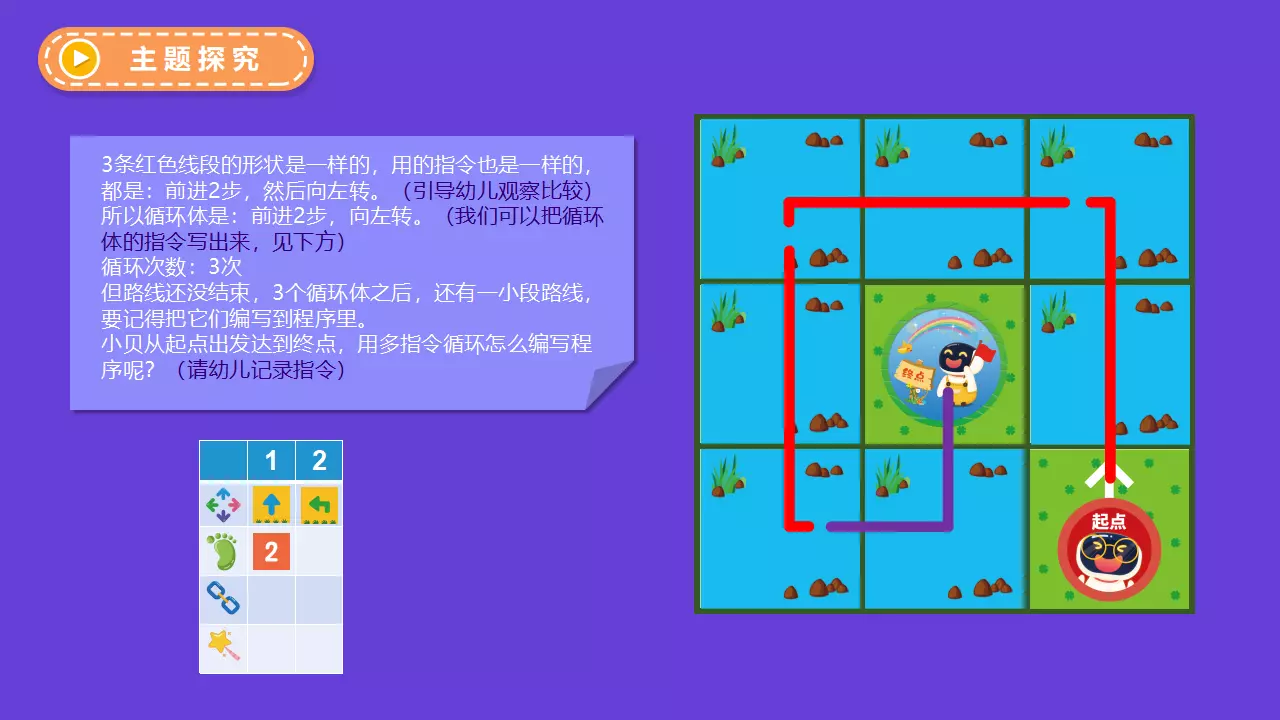 主题探究
3条红色线段的形状是一样的，用的指令也是一样的，
都是：前进2步，然后向左转。（引导幼儿观察比较）
所以循环体是：前进2步，向左转。（我们可以把循环
体的指令写出来，见下方）
循环次数：3次
但路线还没结束，3个循环体之后，还有一小段路线，
要记得把它们编写到程序里。
小贝从起点出发达到终点，用多指令循环怎么编写程
序呢？（请幼儿记录指令）
1 2
2
终点
起点